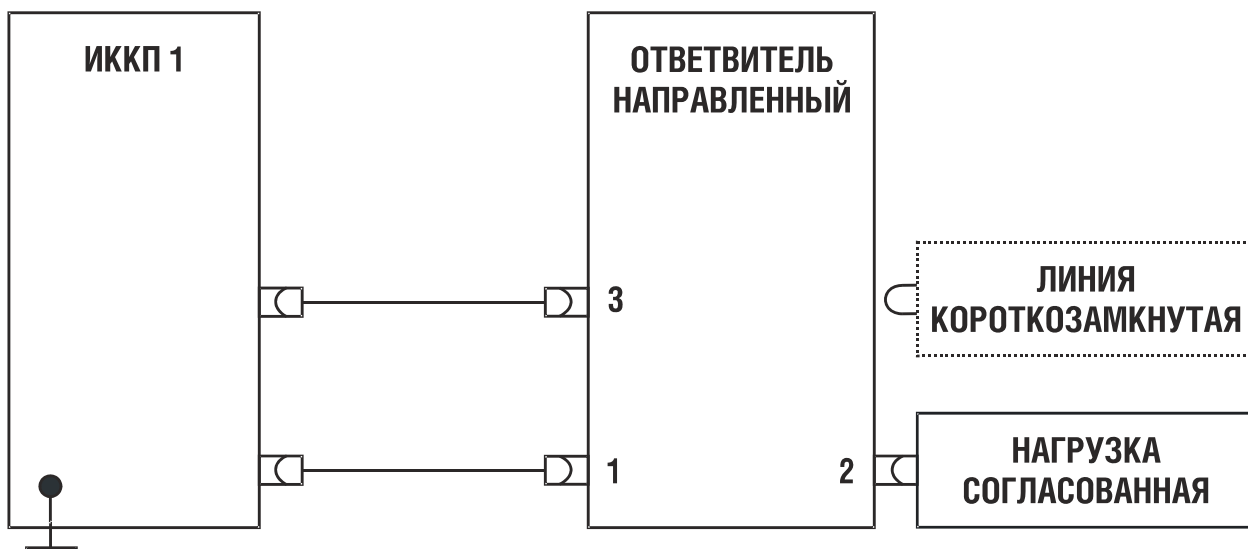 ИККП 1
ОТВЕТВИТЕЛЬ
НАПРАВЛЕННЫЙ
3
ЛИНИЯ
КОРОТКОЗАМКНУТАЯ
1
2
НАГРУЗКА
СОГЛАСОВАННАЯ